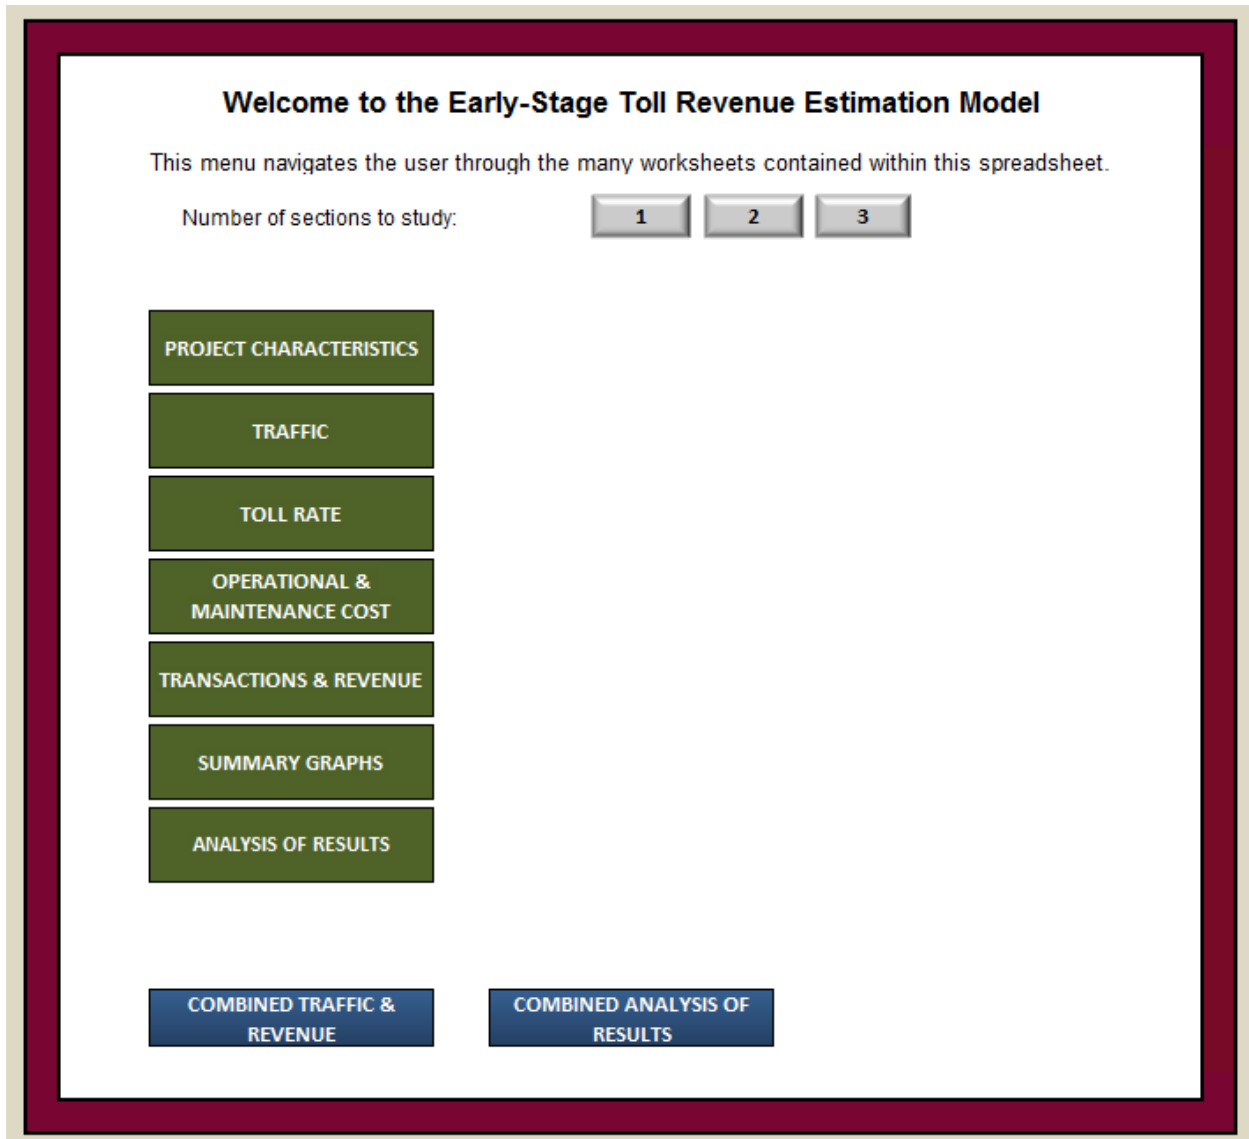 Welcome to the Early-Stage Toll Revenue Estimation Model
This menu navigates the user through the many worksheets contained within this spreadsheet.
Number of sections to study:
1
2
3
PROJECT CHARACTERISTICS
TRAFFIC
TOLL RATE
OPERATIONAL &
MAINTENANCE COST
TRANSACTIONS & REVENUE
SUMMARY GRAPHS
ANALYSIS OF RESULTS
COMBINED TRAFFIC &
REVENUE
COMBINED ANALYSIS OF
RESULTS